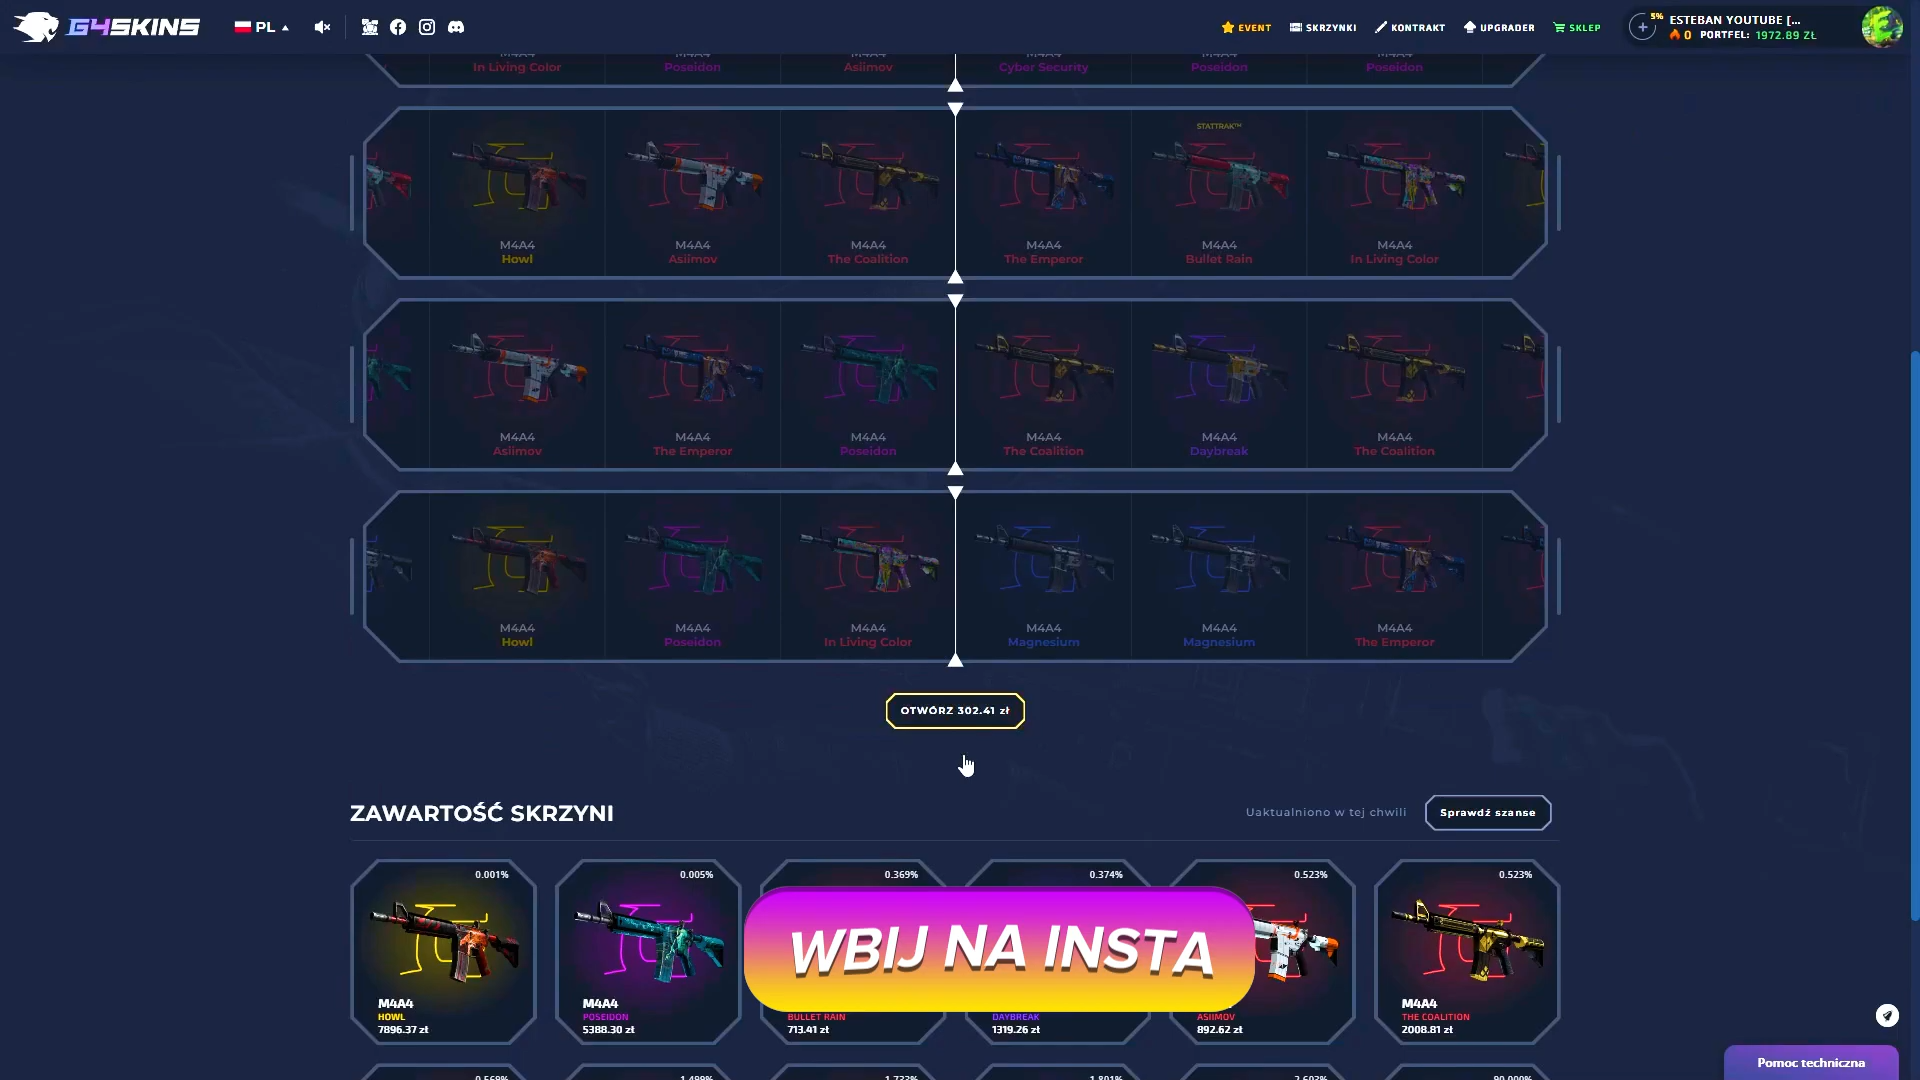 G4SKINS
PL
EVENT
SKRZYNKI
KONTRAKT
UPGRADER
SKLEP
5%
ESTEBAN YOUTUBE [...
0 PORTFEL: 1972.89 ZŁ
In Living Color
Poseidon
Asiimov
Cyber Security
Poseidon
Poseidon
STATTRAK™
M4A4
Howl
M4A4
Asiimov
M4A4
The Coalition
M4A4
The Emperor
M4A4
Bullet Rain
M4A4
In Living Color
M4A4
Asiimov
M4A4
The Emperor
M4A4
Poseidon
M4A4
The Coalition
M4A4
Daybreak
M4A4
The Coalition
M4A4
Howl
M4A4
Poseidon
M4A4
In Living Color
M4A4
Magnesium
M4A4
Magnesium
M4A4
The Emperor
OTWÓRZ 302.41 zł
ZAWARTOŚĆ SKRZYNI
Uaktualniono w tej chwili
Sprawdź szanse
0.001%
M4A4
HOWL
7896.37 zł
0.005%
M4A4
POSEIDON
5388.30 zł
0.369%
BULLET RAIN
713.41 zł
0.374%
DAYBREAK
1319.26 zł
0.523%
ASIIMOV
892.62 zł
0.523%
M4A4
THE COALITION
2008.81 zł
WBIJ NA INSTA
Pomoc techniczna